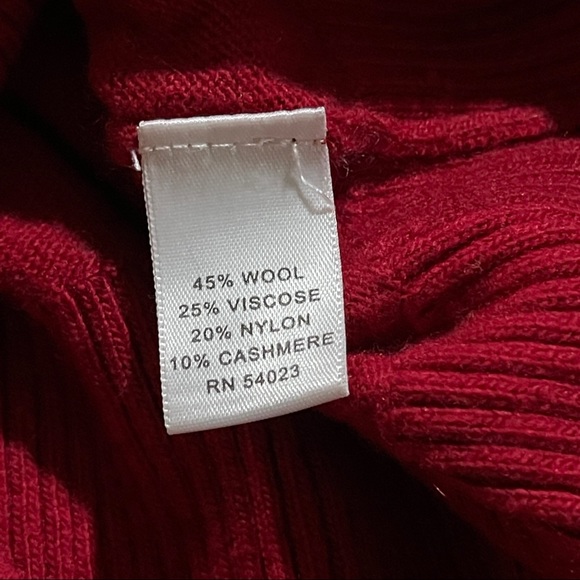 45% WOOL
25% VISCOSE
20% NYLON
10% CASHMERE
RN 54023